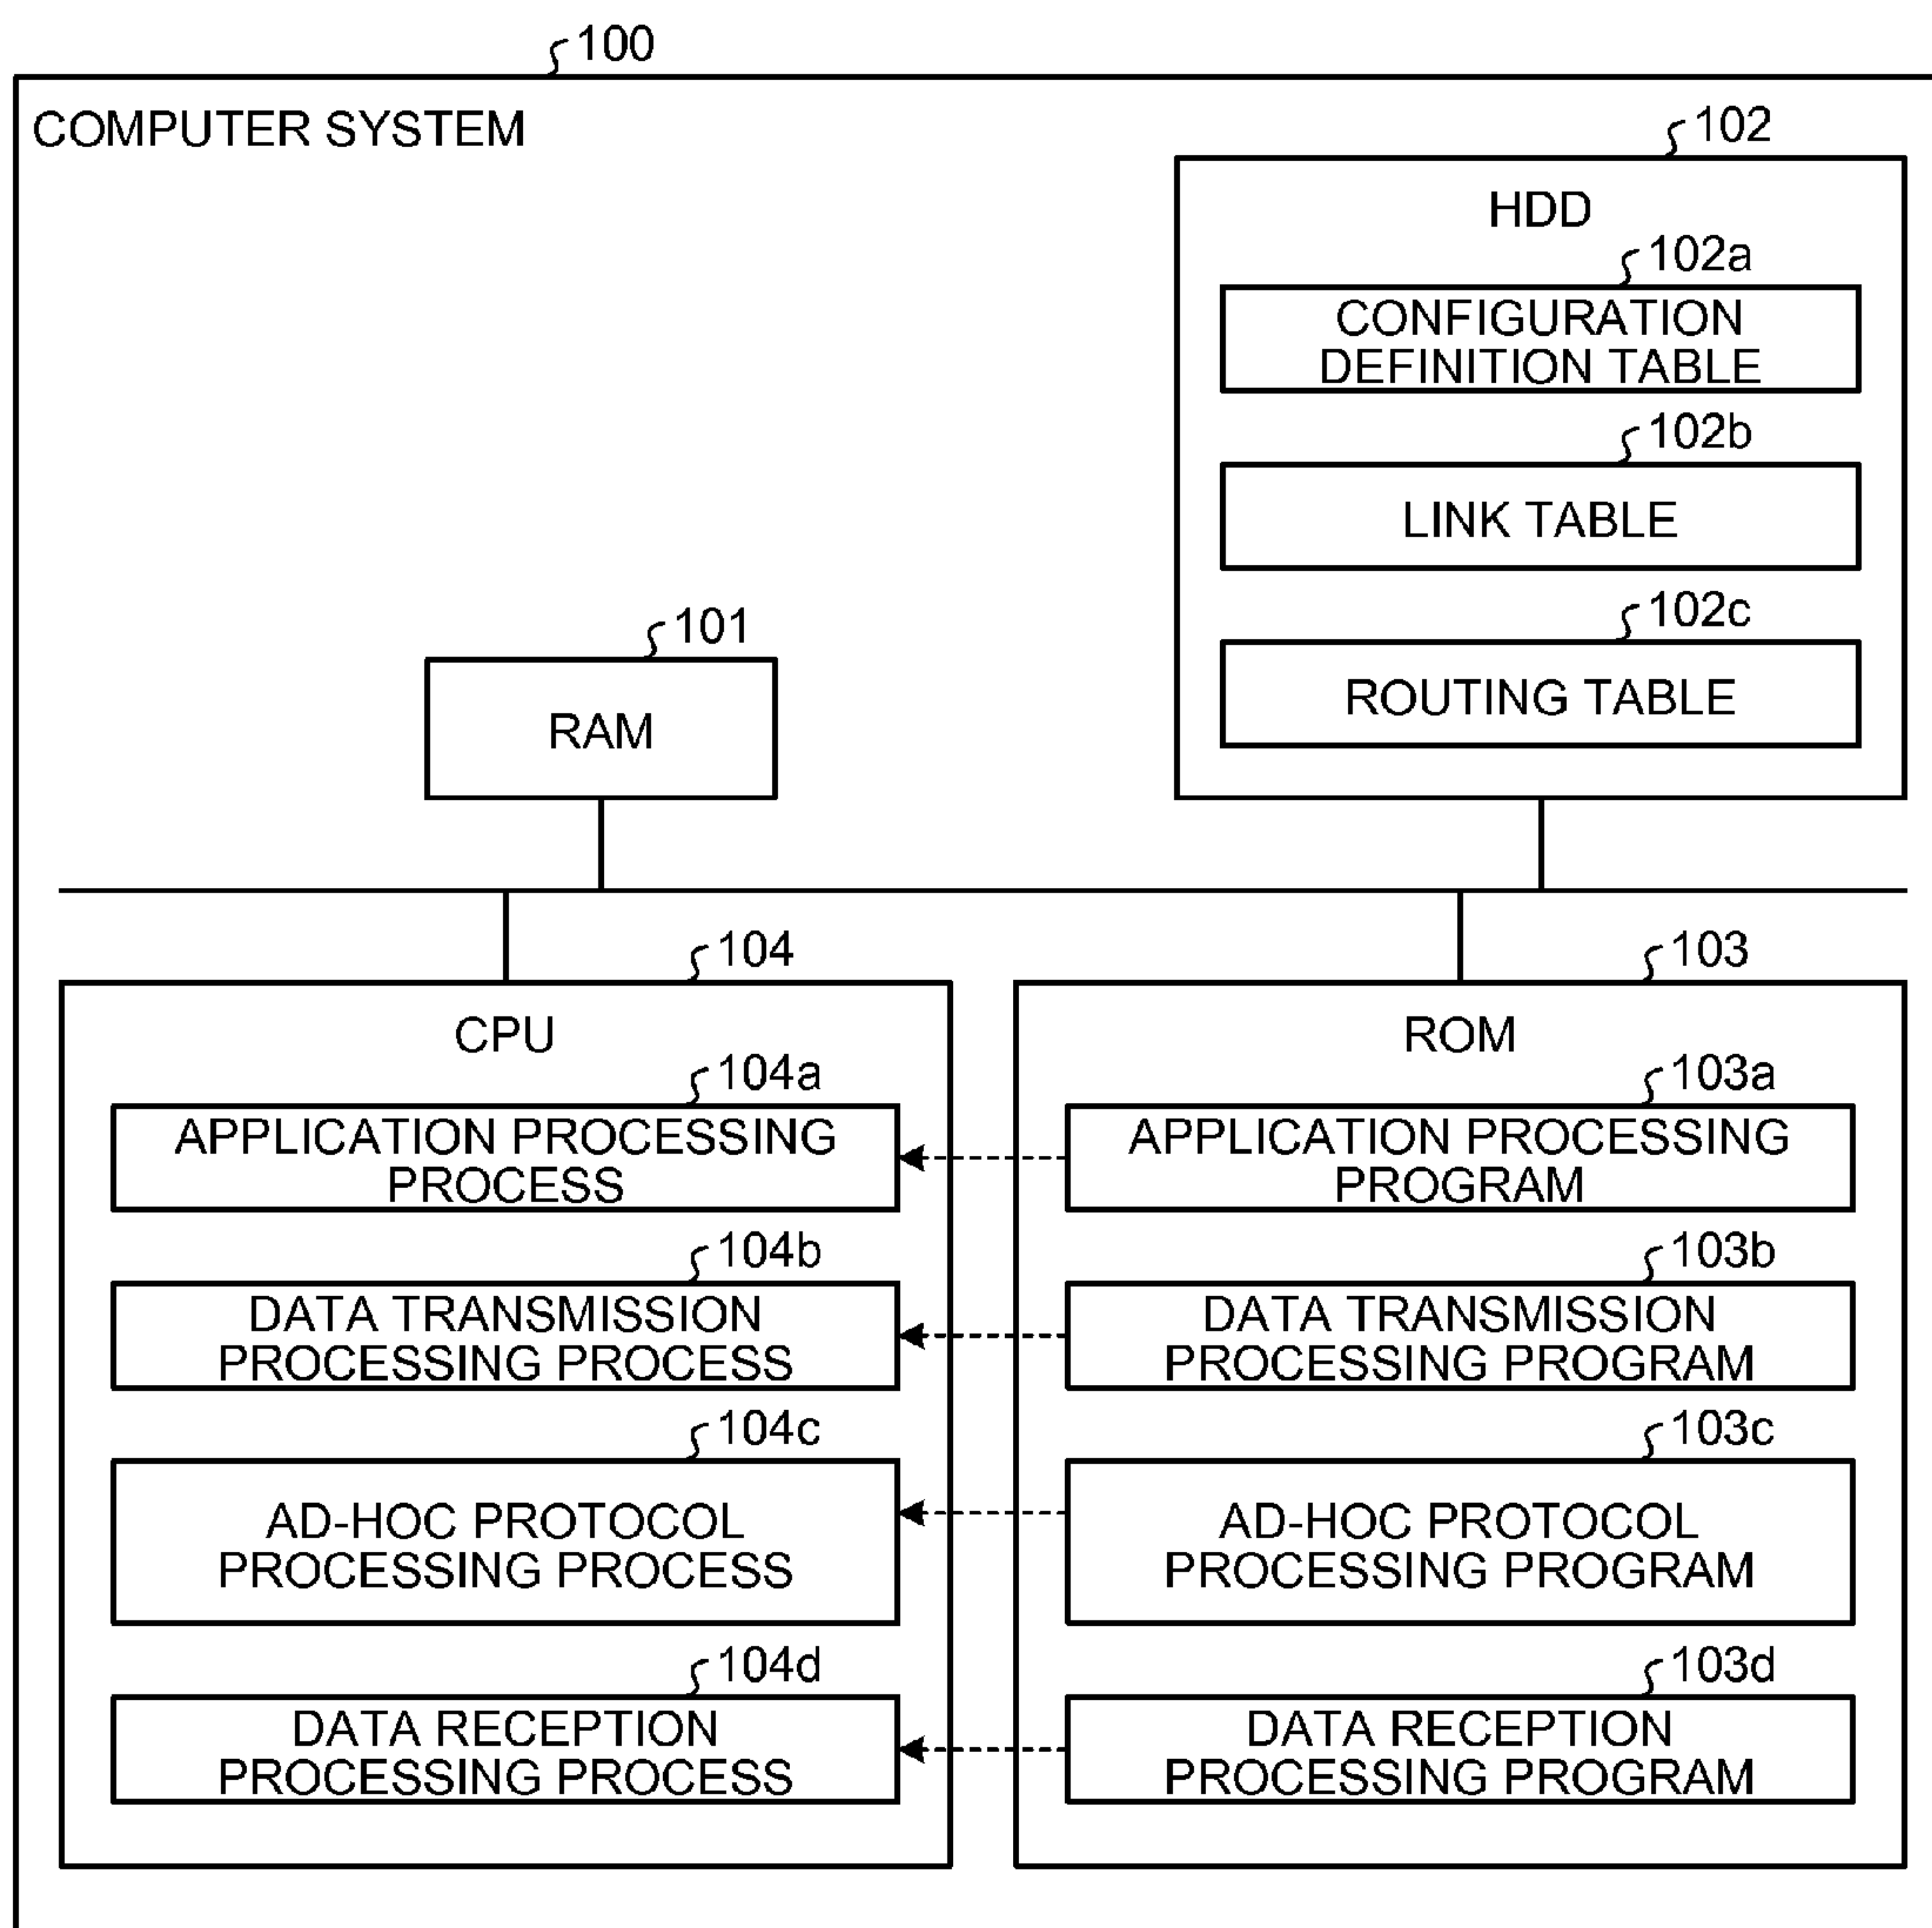 100
COMPUTER SYSTEM
102
HDD
102a
CONFIGURATION
DEFINITION TABLE
102b
LINK TABLE
102c
ROUTING TABLE
101
RAM
104
CPU
104a
APPLICATION PROCESSING
PROCESS
104b
DATA TRANSMISSION
PROCESSING PROCESS
104c
AD-HOC PROTOCOL
PROCESSING PROCESS
104d
DATA RECEPTION
PROCESSING PROCESS
103
ROM
103a
APPLICATION PROCESSING
PROGRAM
103b
DATA TRANSMISSION
PROCESSING PROGRAM
103c
AD-HOC PROTOCOL
PROCESSING PROGRAM
103d
DATA RECEPTION
PROCESSING PROGRAM